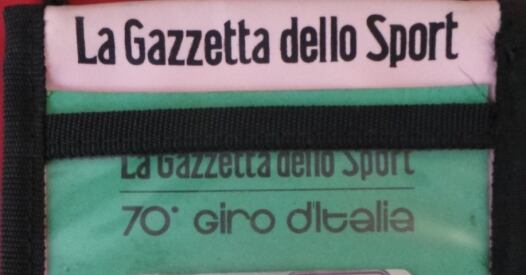 La Gazzetta dello Sport
La Gazzetta dello Sport
70° Giro d'Italia